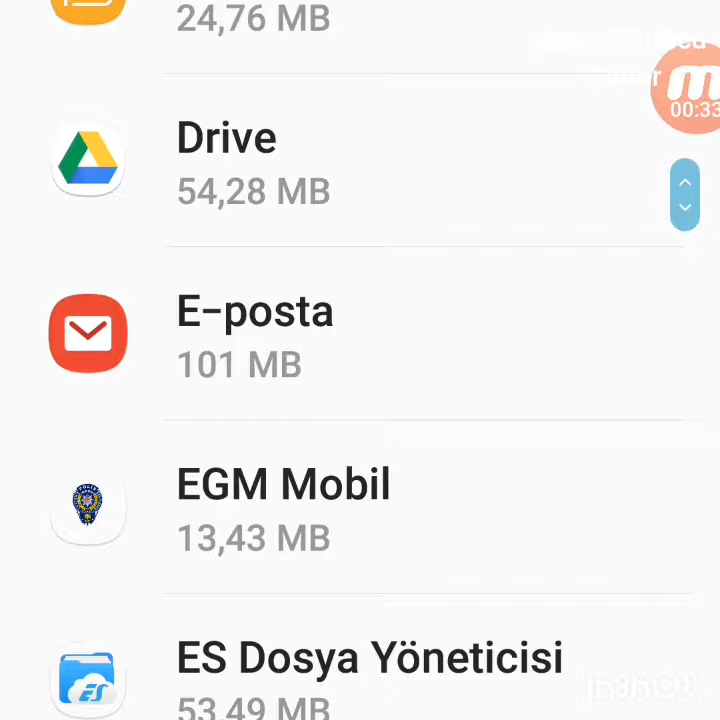 24,76 MB
00:33
Drive
54,28 MB
E-posta
101 MB
EGM Mobil
13,43 MB
ES Dosya Yöneticisi
53,49 MB